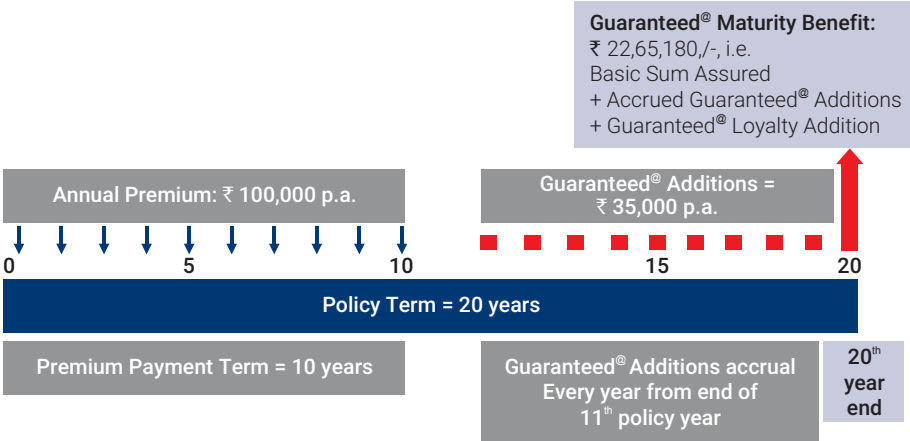 Guaranteed@ Maturity Benefit:
₹ 22,65,180,/-, i.e.
Basic Sum Assured
+ Accrued Guaranteed@ Additions
+ Guaranteed@ Loyalty Addition
Annual Premium: ₹ 100,000 p.a.
Guaranteed@ Additions =
₹ 35,000 p.a.
0 5 10 15 20
Policy Term = 20 years
Premium Payment Term = 10 years
Guaranteed@ Additions accrual
Every year from end of
11th policy year
20th
year
end